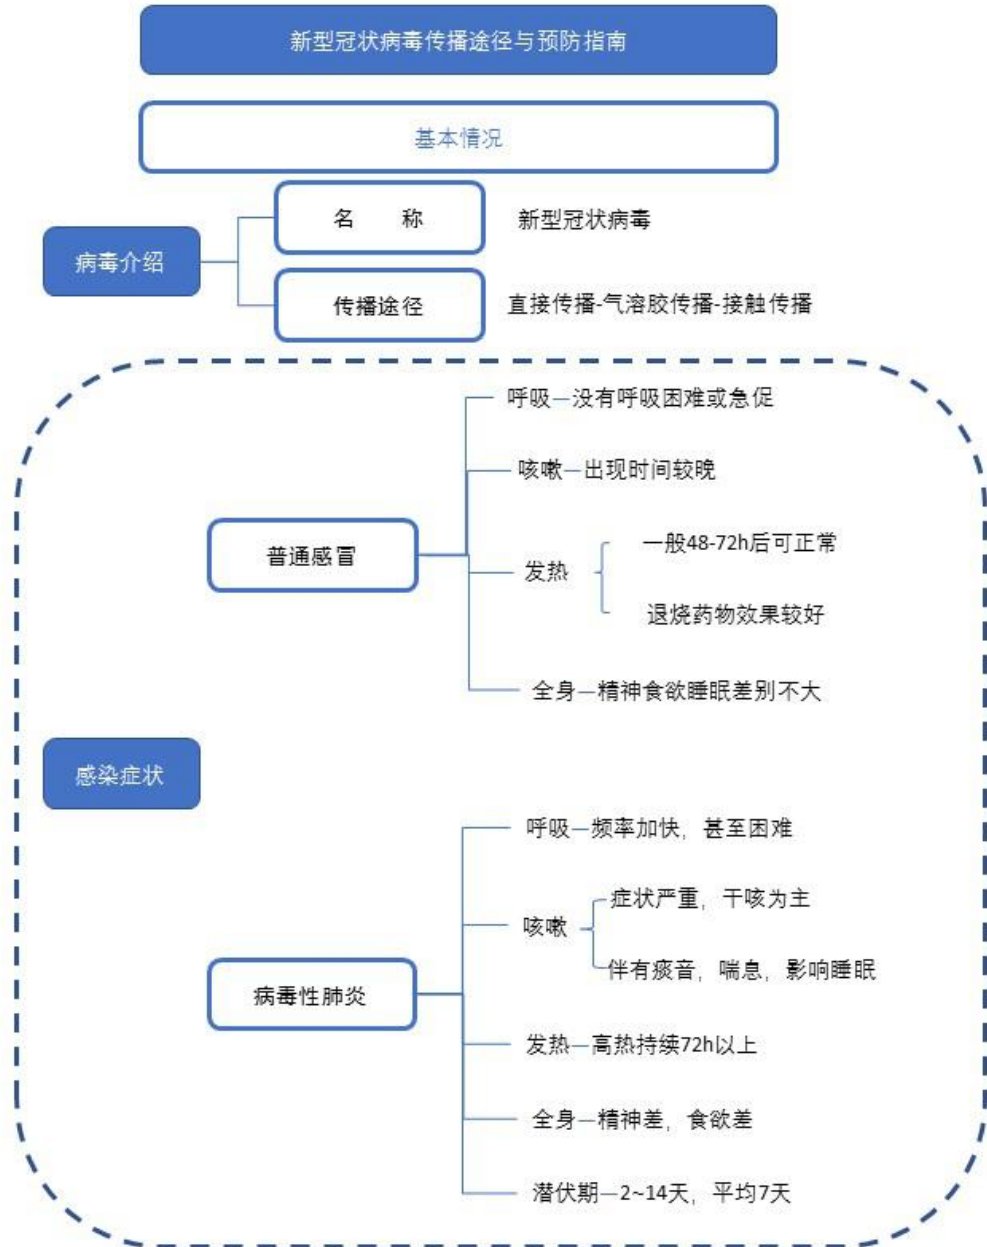 新型冠状病毒传播途径与预防指南
基本情况
病毒介绍
名 称
新型冠状病毒
传播途径
直接传播-气溶胶传播-接触传播
感染症状
普通感冒
呼吸—没有呼吸困难或急促
咳嗽—出现时间较晚
发热
一般48-72h后可正常
退烧药物效果较好
全身—精神食欲睡眠差别不大
病毒性肺炎
呼吸—频率加快，甚至困难
咳嗽
症状严重，干咳为主
伴有痰音，喘息，影响睡眠
发热—高热持续72h以上
全身—精神差，食欲差
潜伏期—2~14天，平均7天